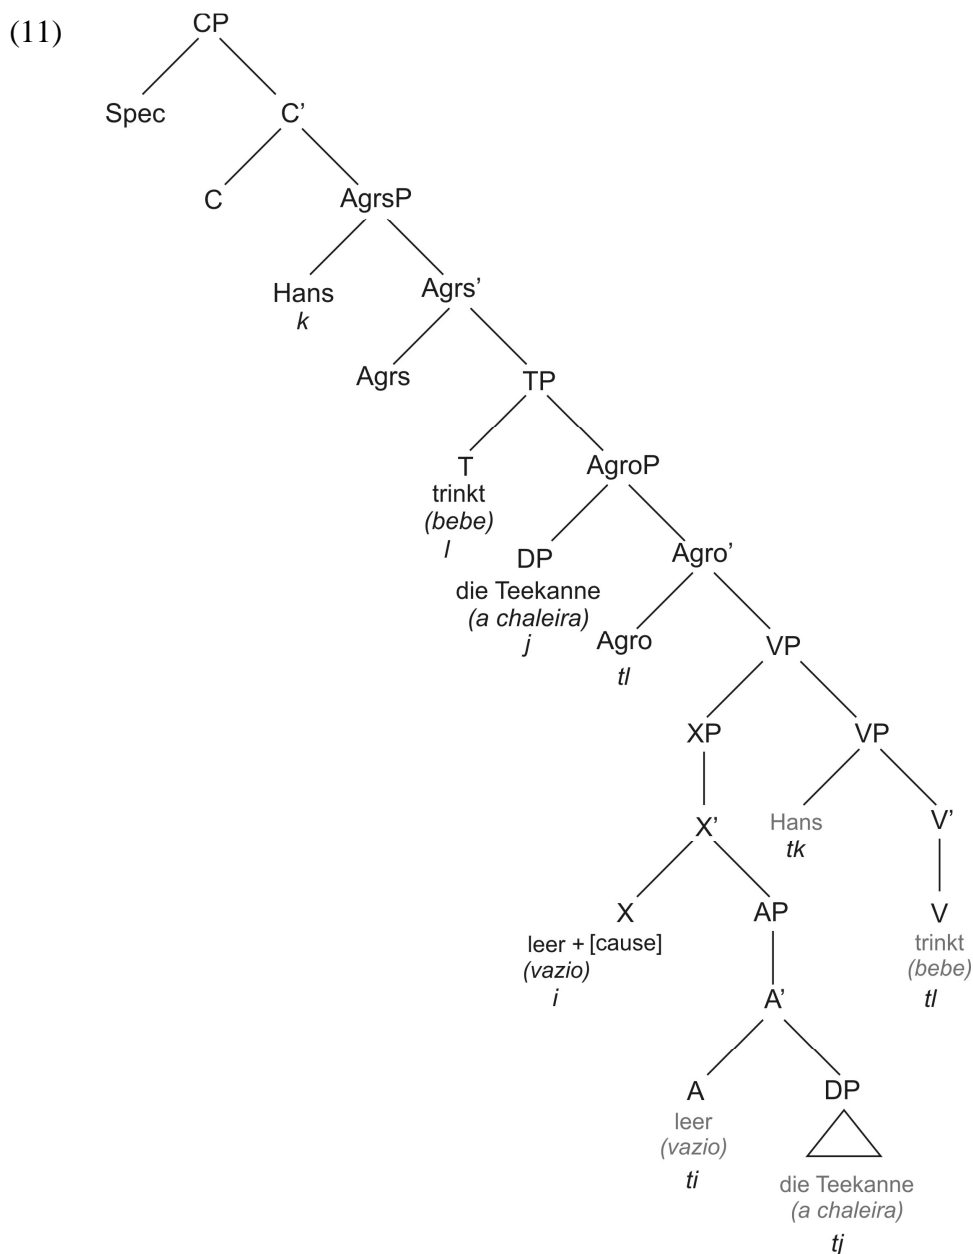 (11)
CP
Spec
C’
C
AgrsP
Hans
k
Agrs’
Agrs
TP
T
trinkt
(bebe)
l
AgroP
DP
die Teekanne
(a chaleira)
j
Agro’
Agro
tl
VP
XP
VP
X’
Hans
tk
V’
X
leer + [cause]
(vazio)
i
AP
V
trinkt
(bebe)
tl
A’
A
leer
(vazio)
ti
DP
die Teekanne
(a chaleira)
tj